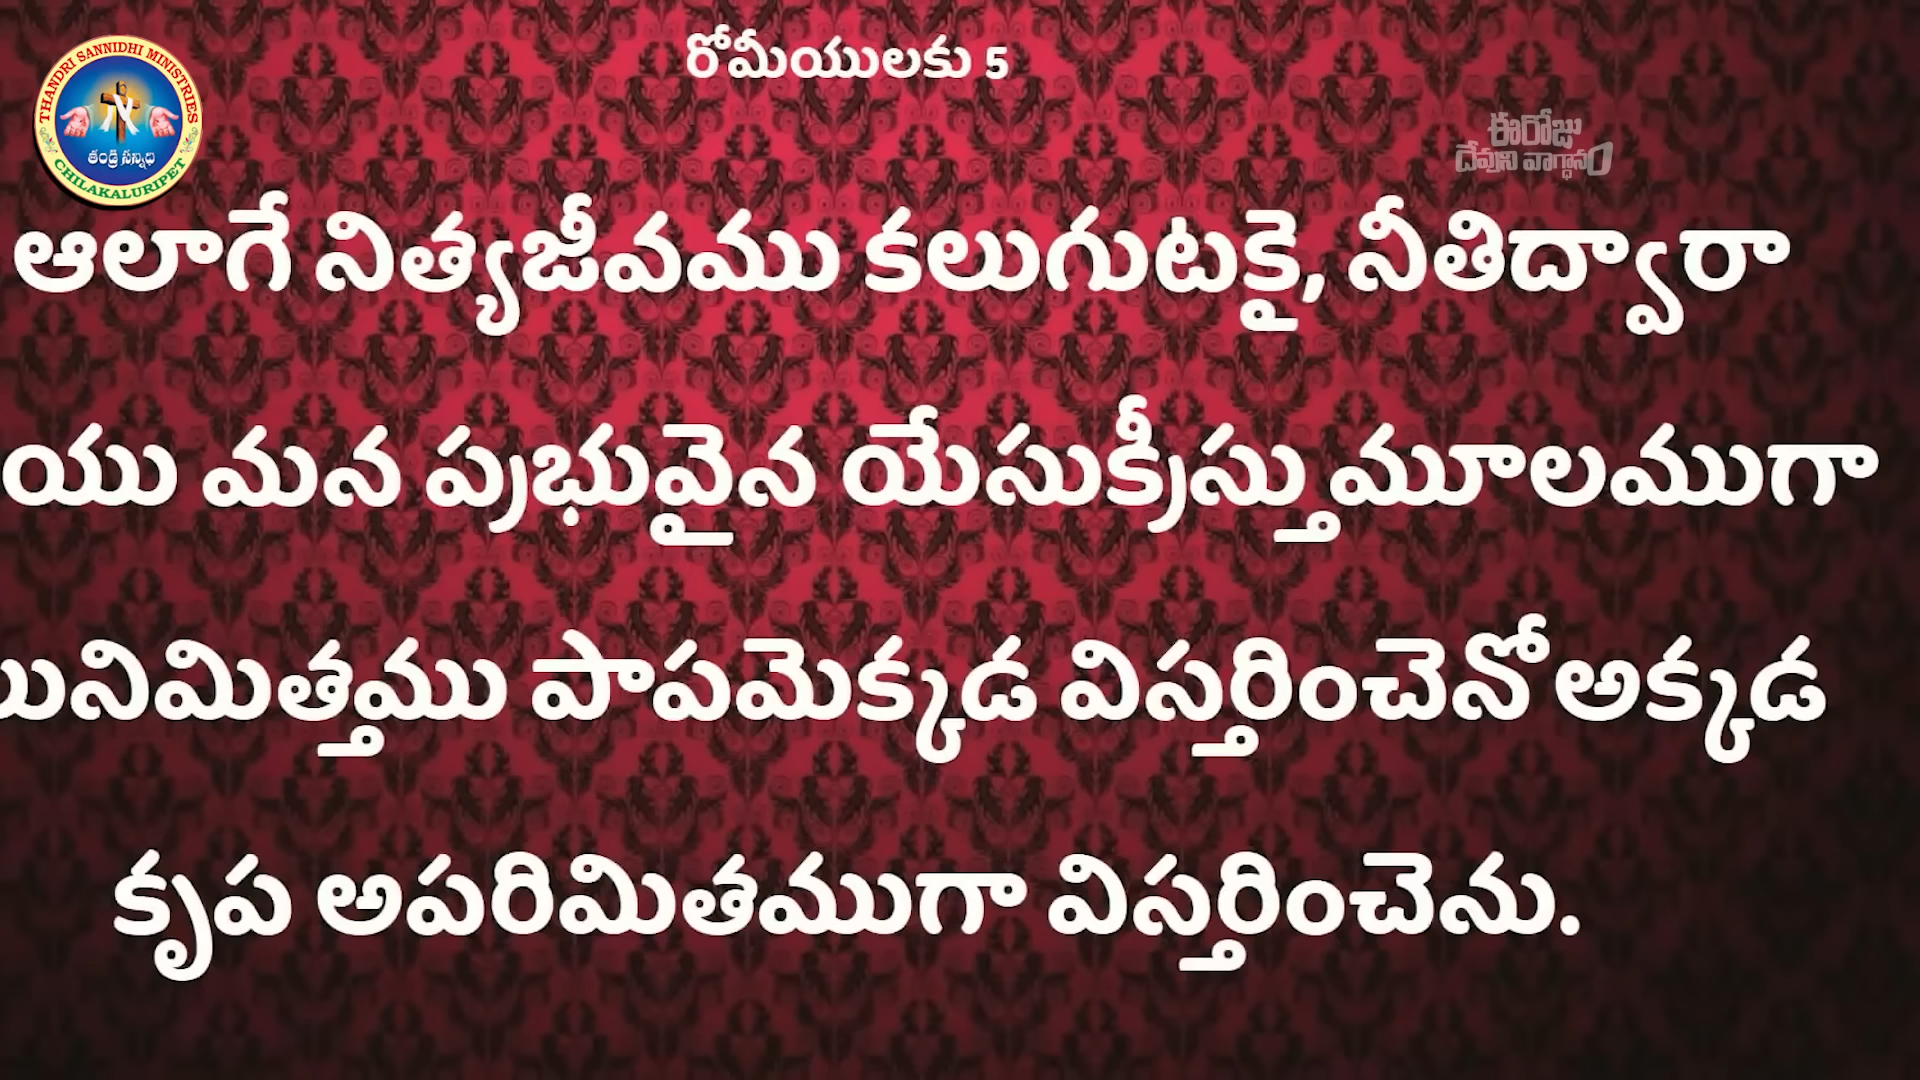 రోమీయులకు 5
THANDRI SANNIDHI MINISTRIES
తండ్రి సన్నిధి
CHILAKALURIPET
ఈరోజు
దేవుని వాగ్ధానం
ఆలాగే నిత్యజీవము కలుగుటకై, నీతిద్వారా
యు మన ప్రభువైన యేసుక్రీస్తుమూలముగా
నిమిత్తము పాపమెక్కడ విస్తరించెనో అక్కడ
కృప అపరిమితముగా విస్తరించెను.